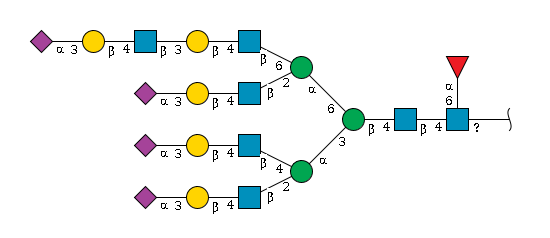 α 3 β 4 β 3 β 4 β 6
α 3 β 4 β 2 α 6
α 6
α 3 β 4 β 4 α 3 β 4 β 4 ?
α 3 β 4 β 2